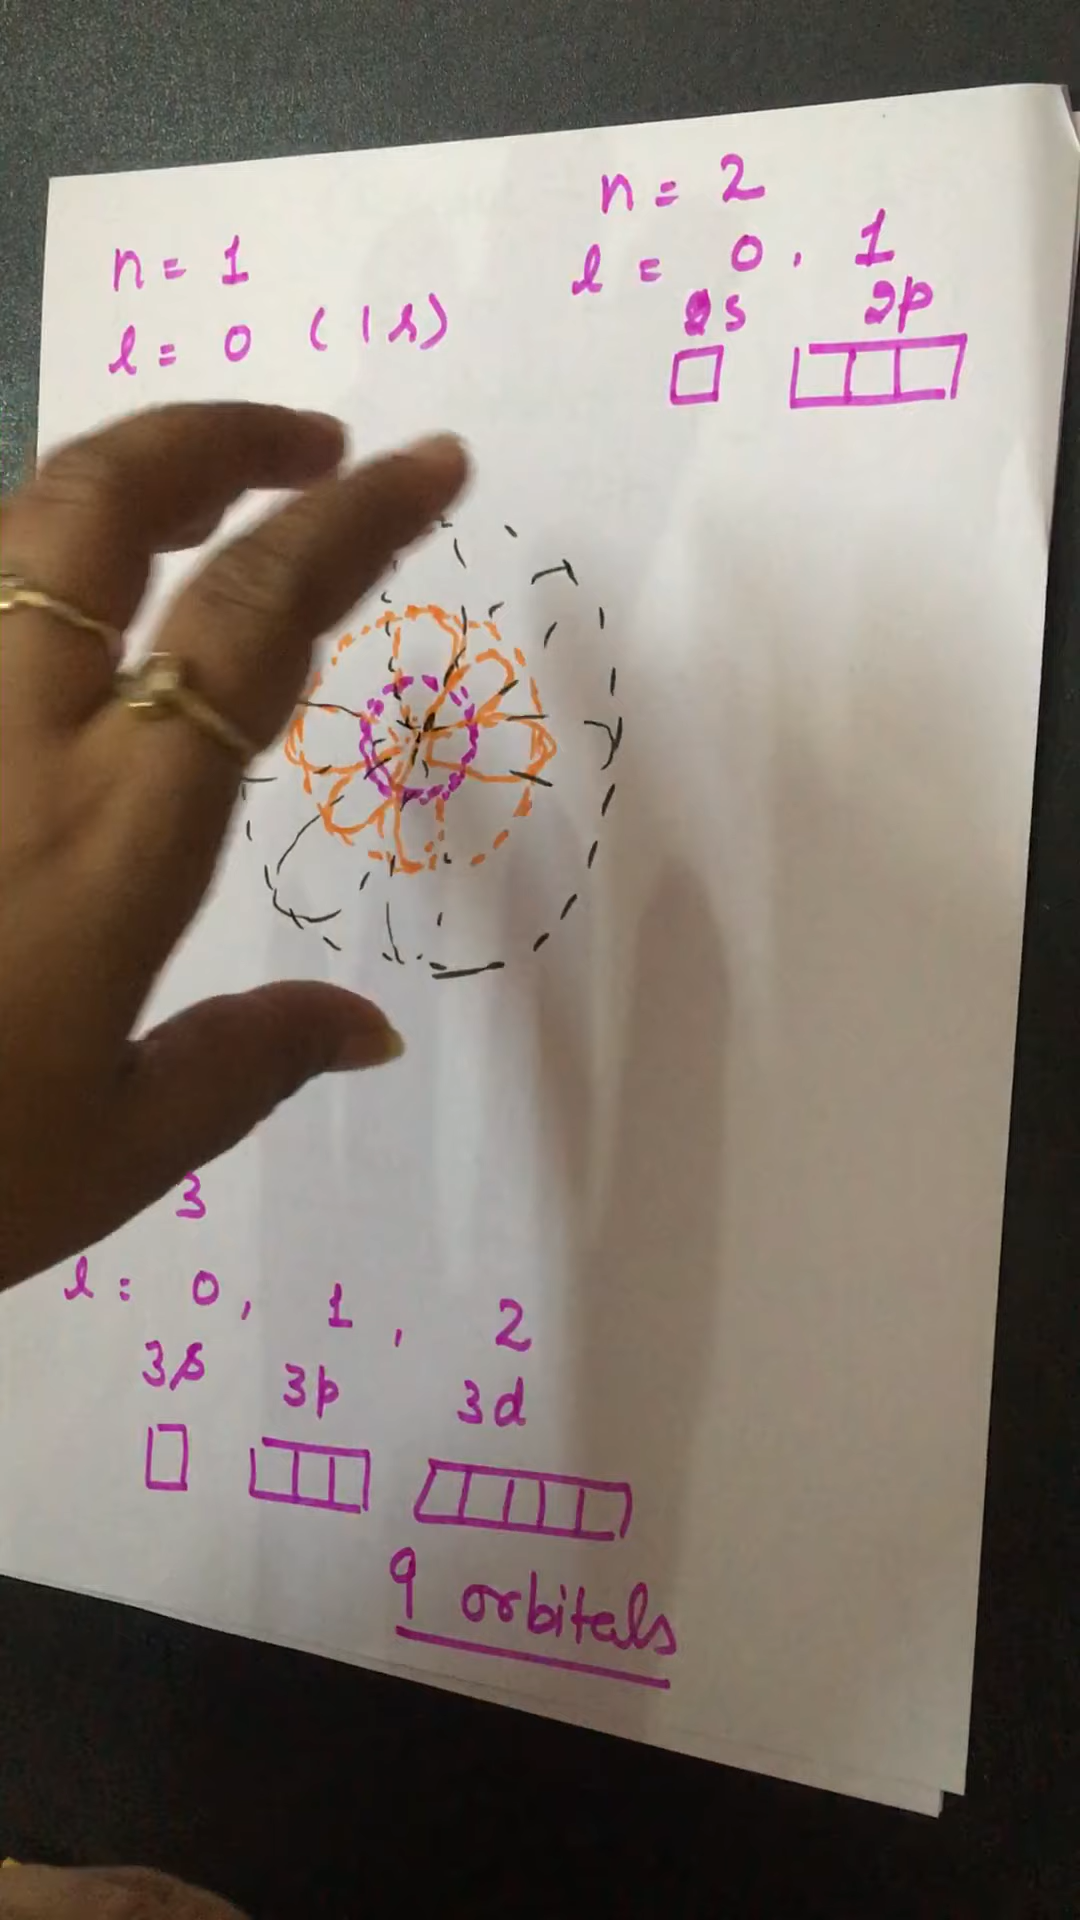 n = 1
l = 0 (1s)
n = 2
l = 0, 1
2s 2p
3
l = 0, 1, 2
3s 3p 3d
9 orbitals